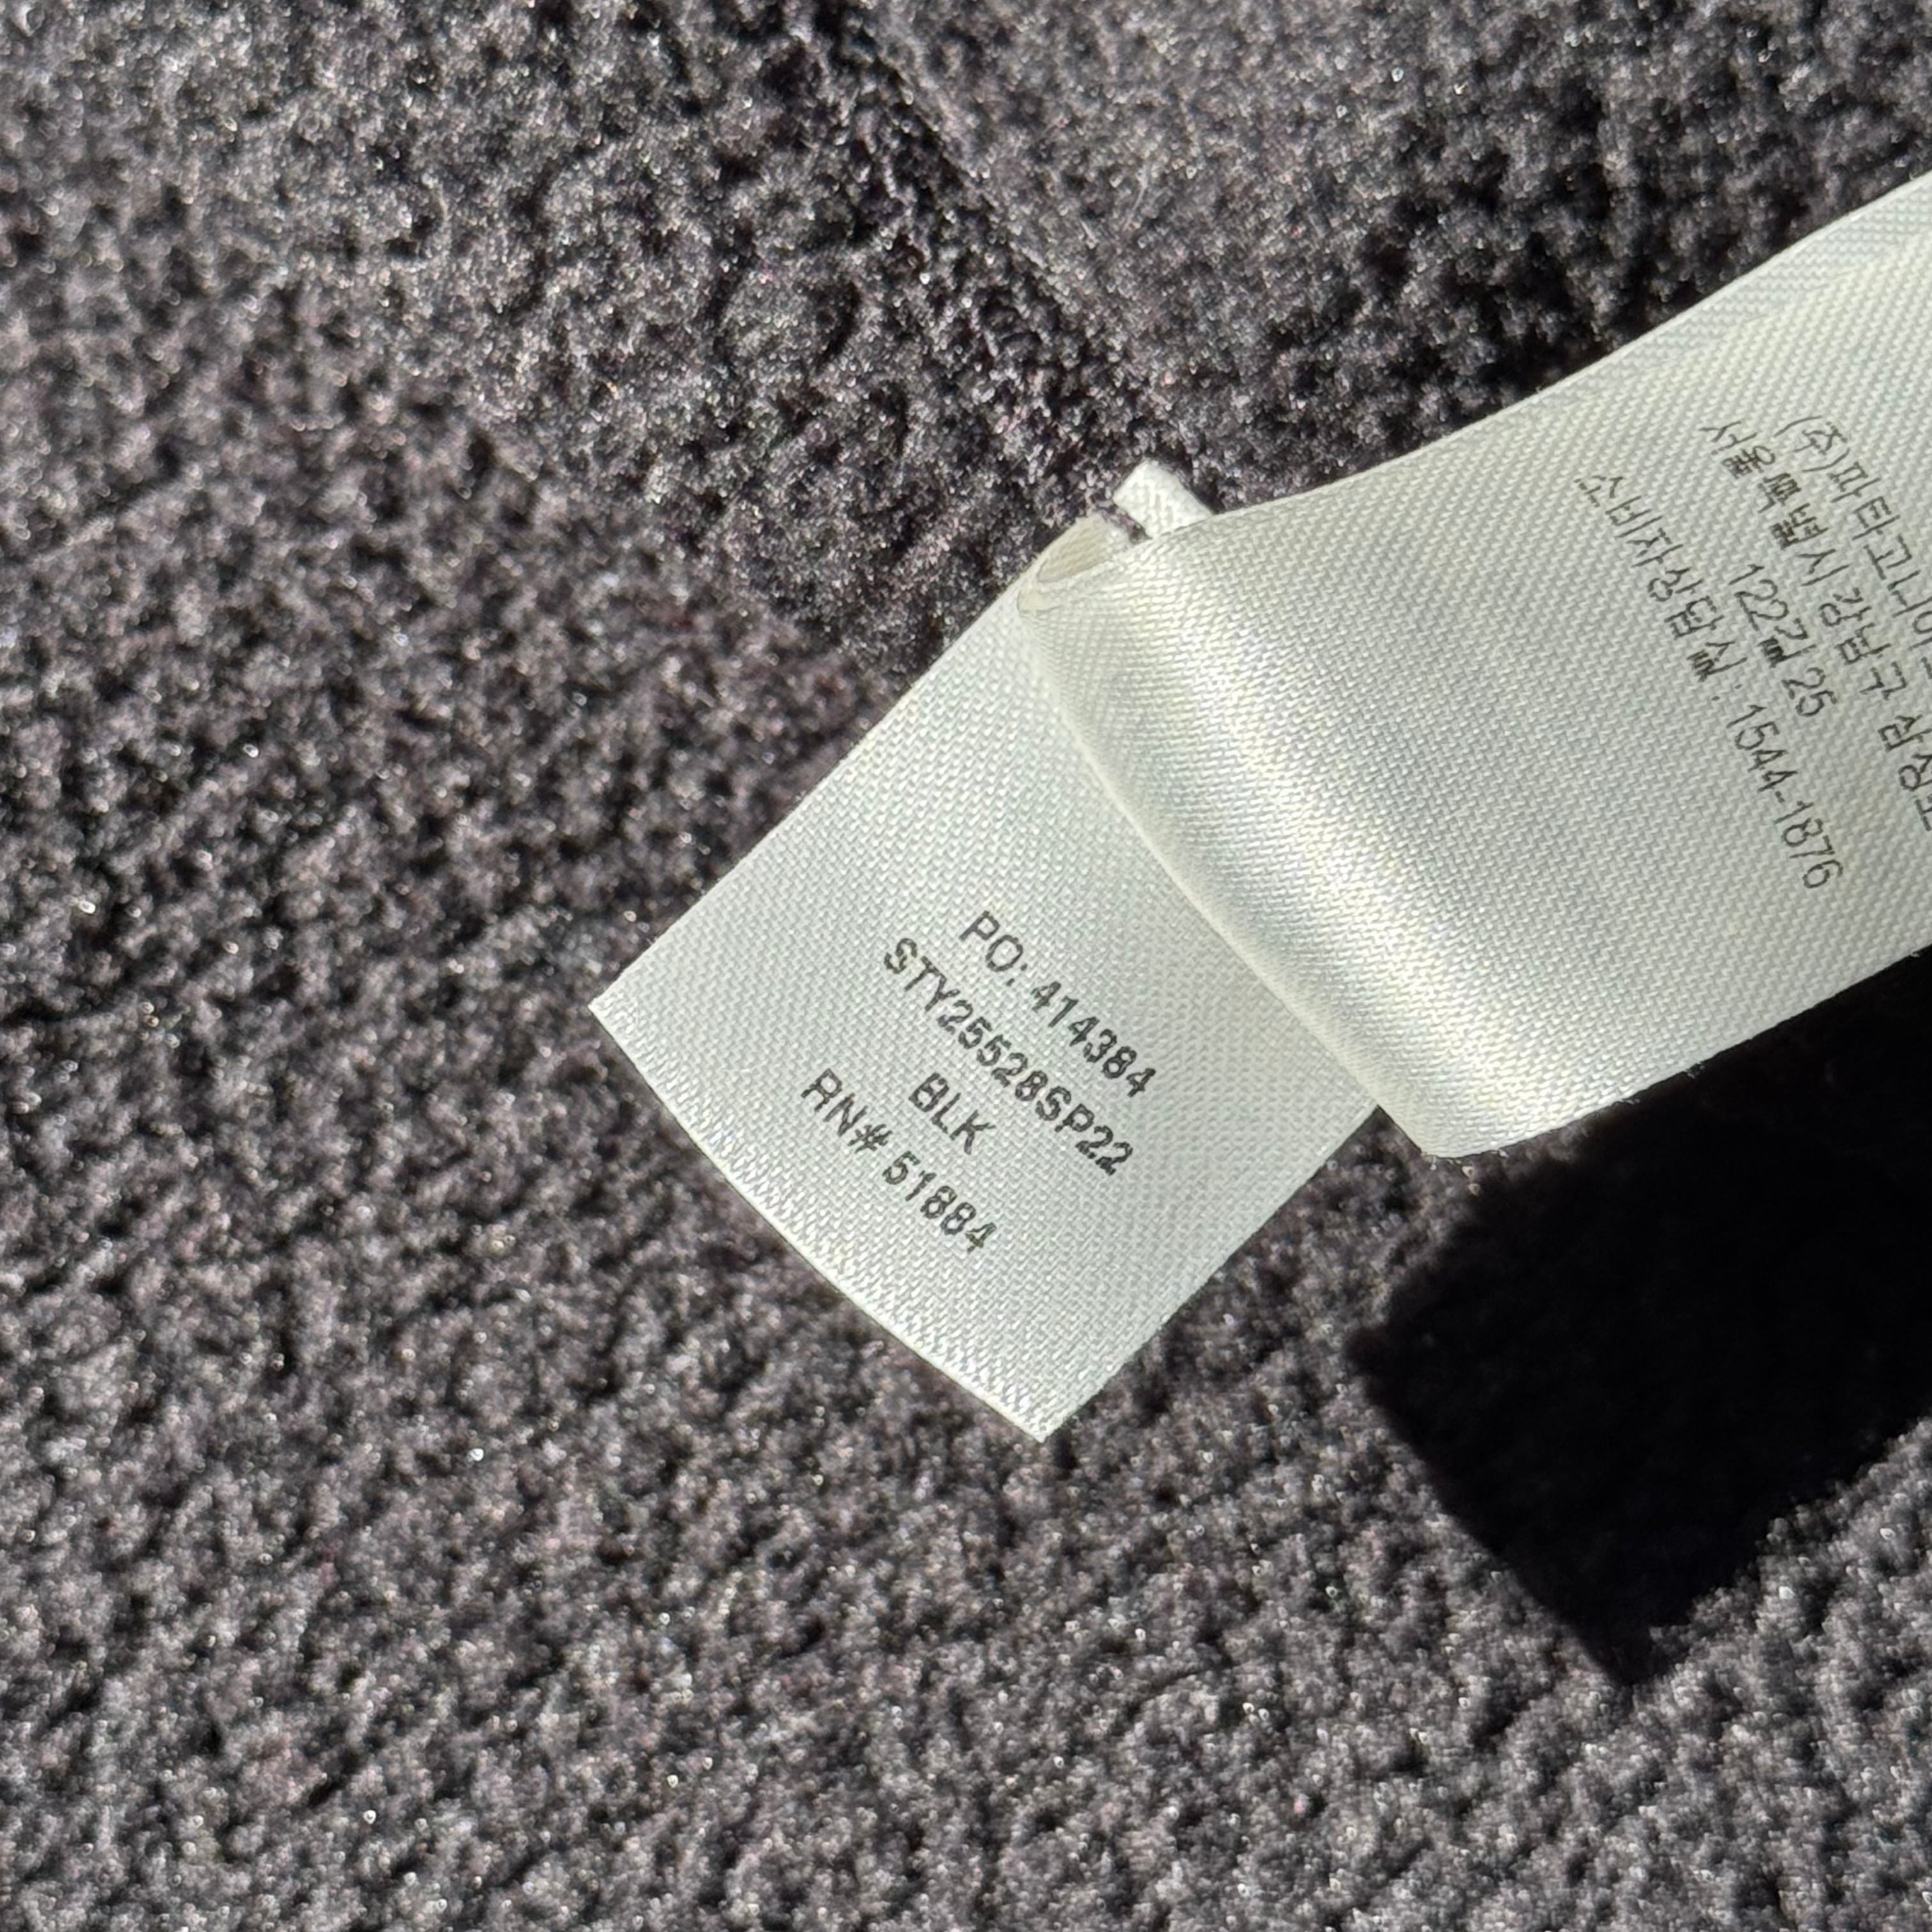 PO: 414384
STY25528SP22
BLK
RN# 51884
(주)파타고니아
서울특별시 강남구 삼성로
122길 25
소비자상담실 : 1544-1876